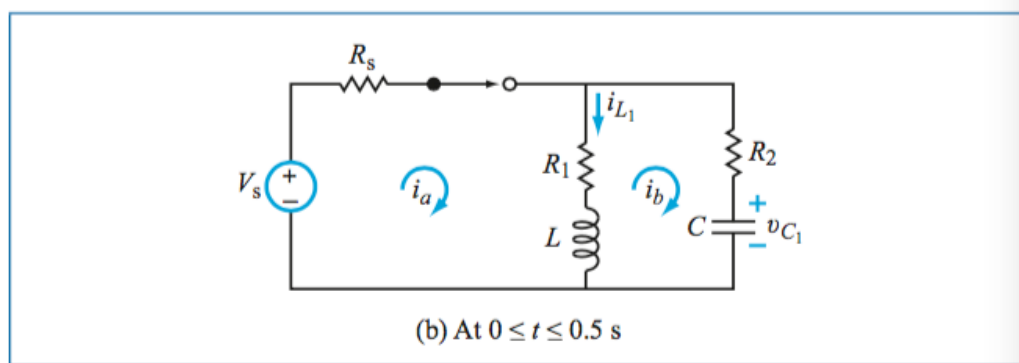 Rs
iL1
R1
R2
Vs
+
−
ia
ib
+
L
C
vC1
−
(b) At 0 ≤ t ≤ 0.5 s